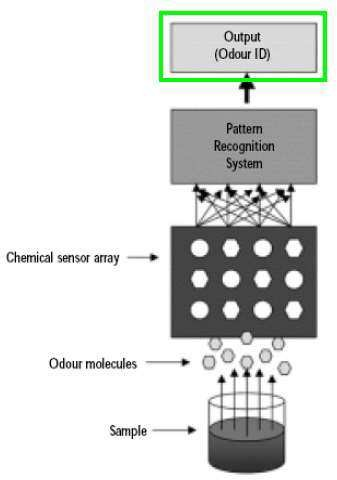 Output
(Odour ID)
Pattern
Recognition
System
Chemical sensor array
Odour molecules
Sample